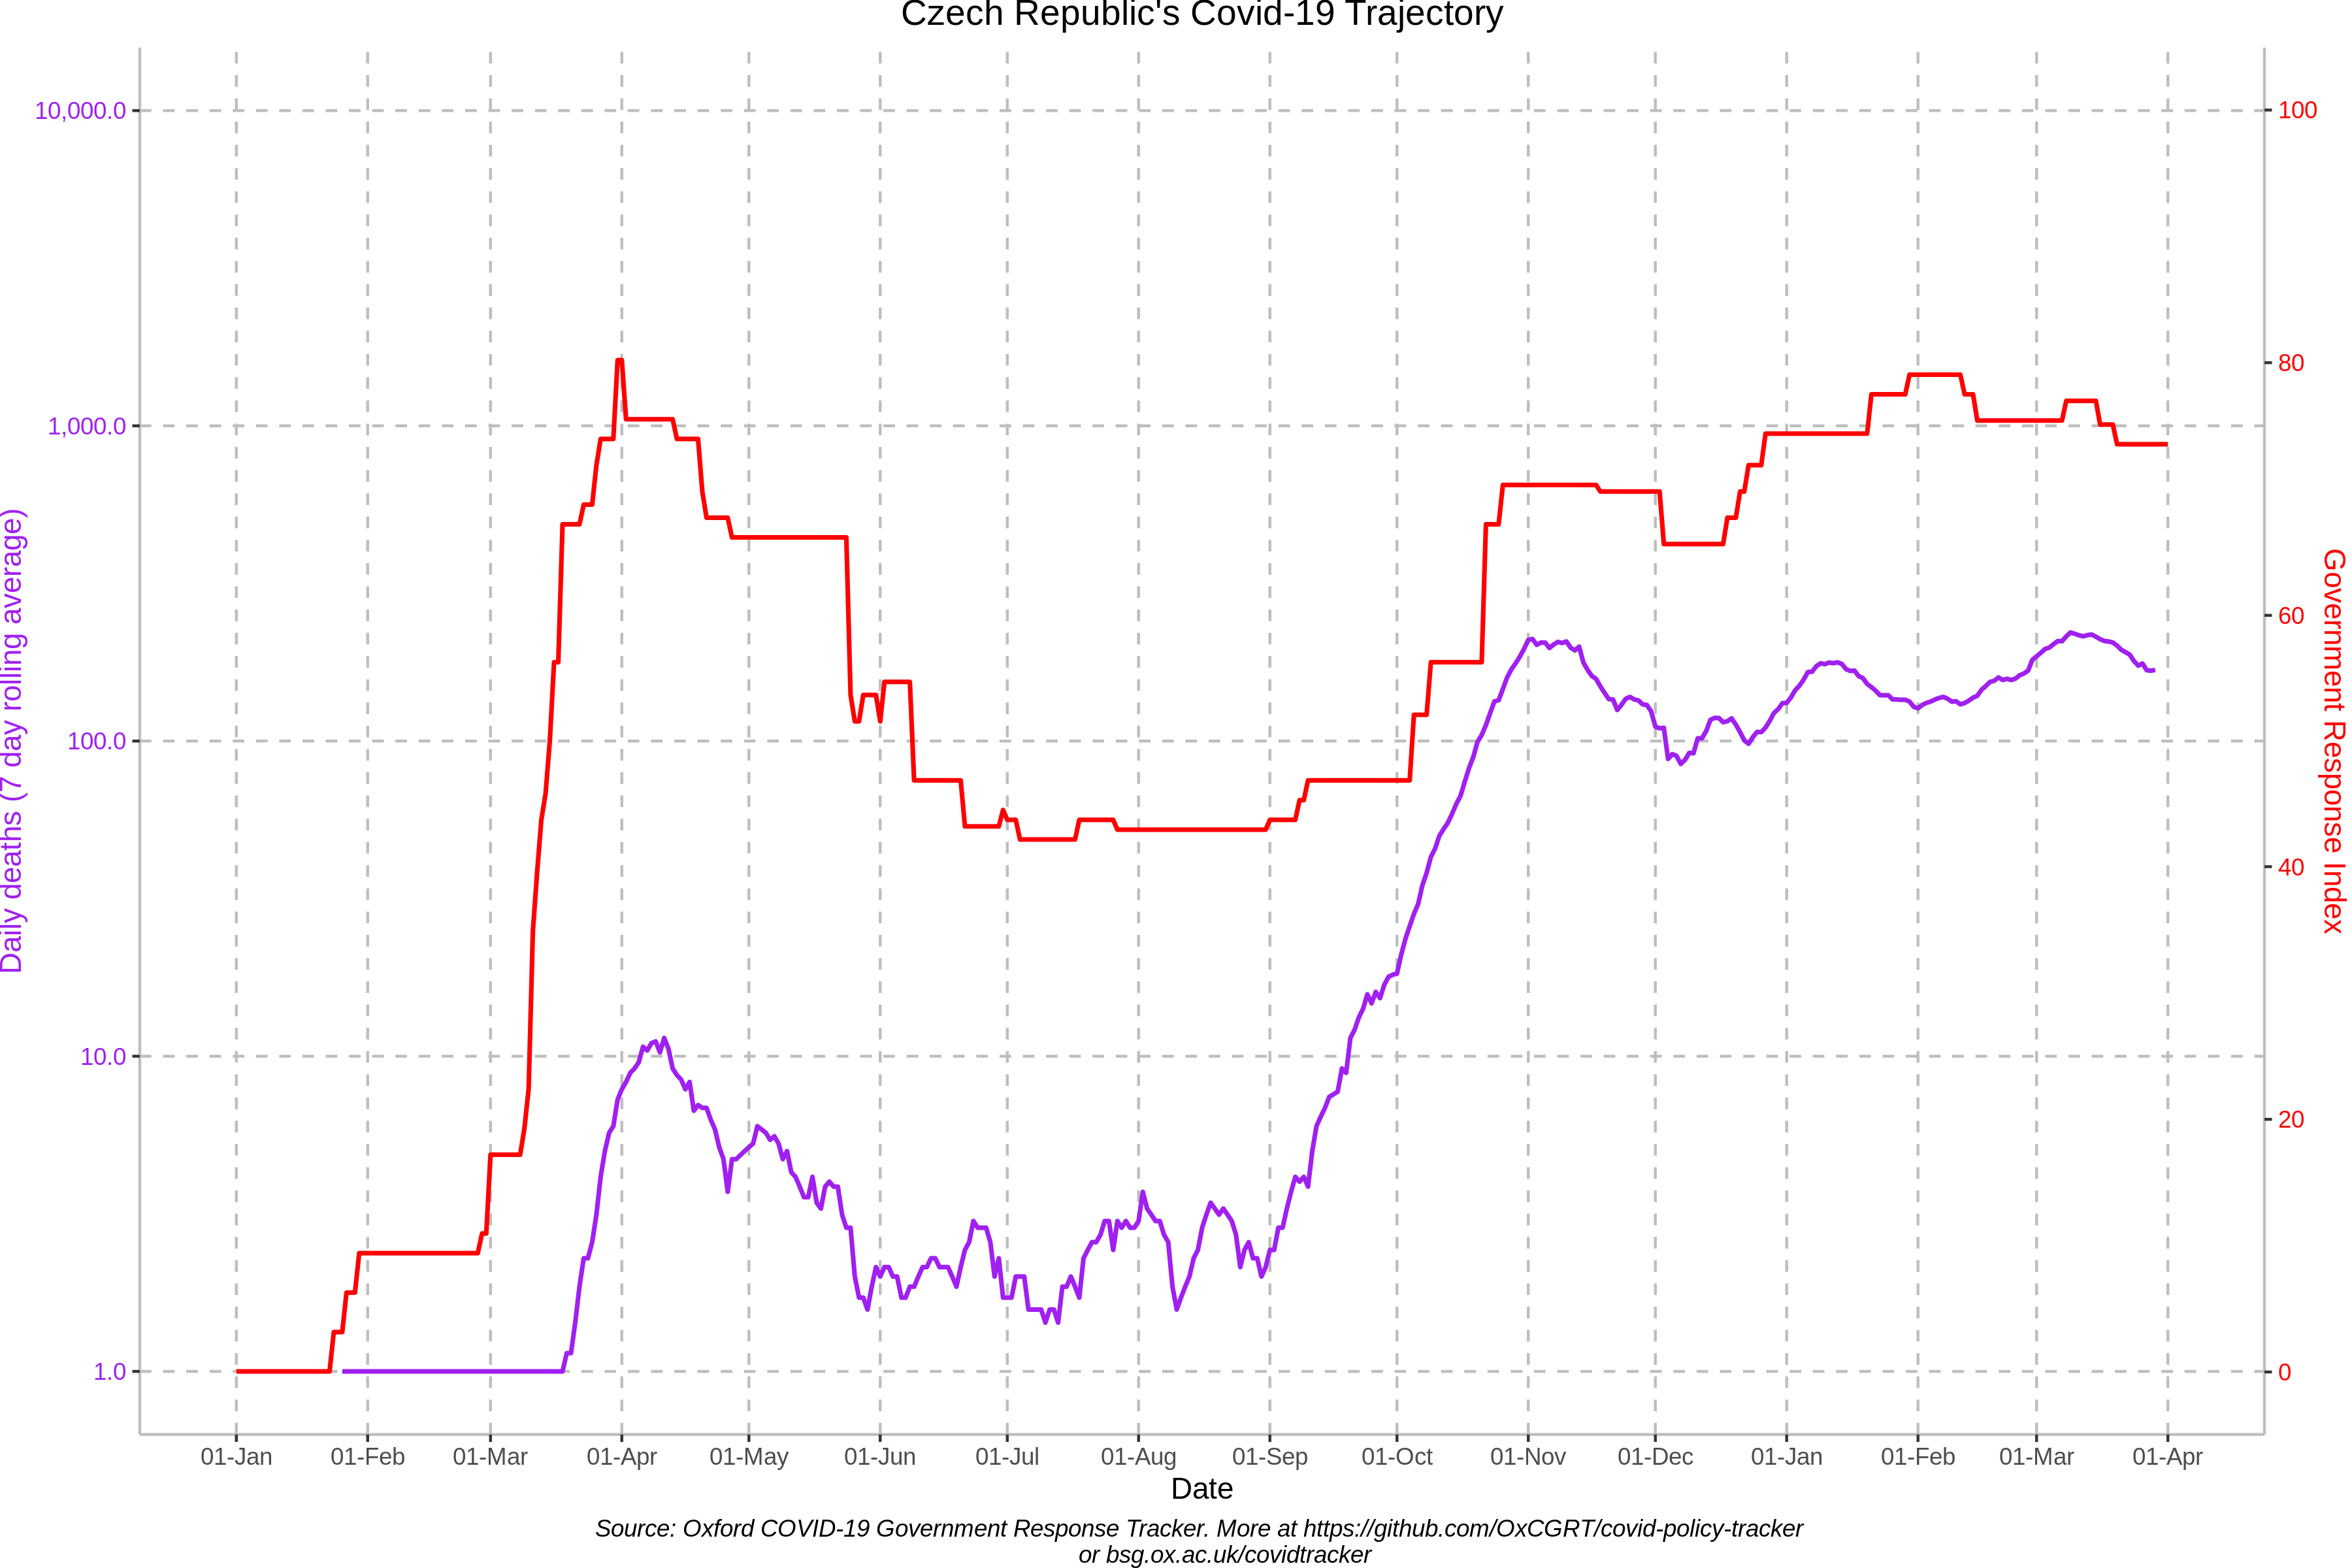 Czech Republic's Covid-19 Trajectory
10,000.0
1,000.0
100.0
10.0
1.0
Daily deaths (7 day rolling average)
100
80
60
40
20
0
Government Response Index
01-Jan 01-Feb 01-Mar 01-Apr 01-May 01-Jun 01-Jul 01-Aug 01-Sep 01-Oct 01-Nov 01-Dec 01-Jan 01-Feb 01-Mar 01-Apr
Date
Source: Oxford COVID-19 Government Response Tracker. More at https://github.com/OxCGRT/covid-policy-tracker
or bsg.ox.ac.uk/covidtracker